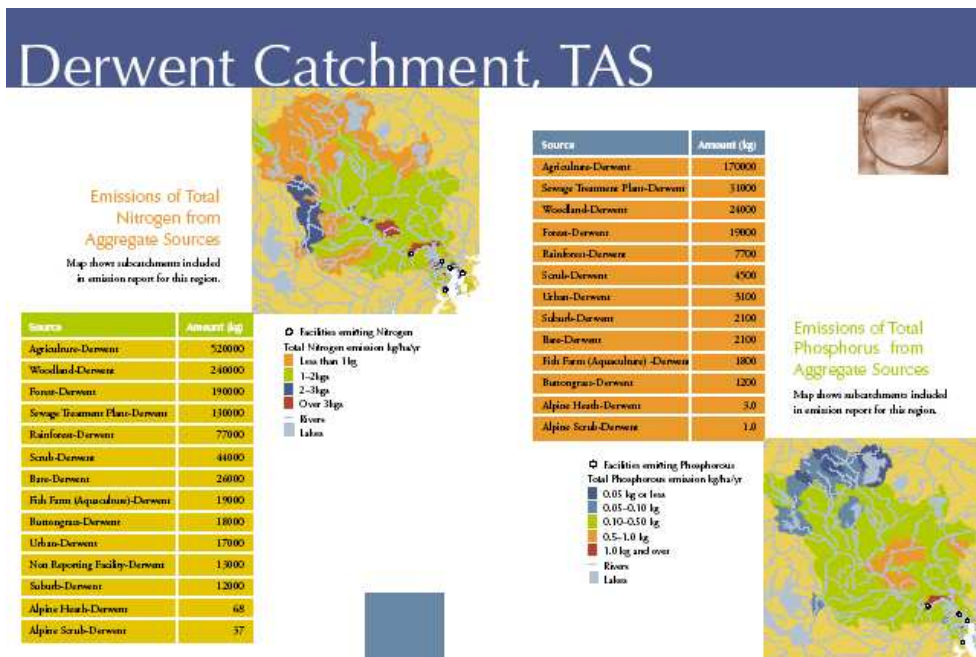 Derwent Catchment, TAS
Emissions of Total
Nitrogen from
Aggregate Sources
Map shows subcatchments included
in emission report for this region.
Source Amount (kg)
Agriculture-Derwent 520000
Woodland-Derwent 240000
Forest-Derwent 190000
Sewage Treatment Plant-Derwent 130000
Rainforest-Derwent 77000
Scrub-Derwent 44000
Bare-Derwent 26000
Fish Farm (Aquaculture)-Derwent 19000
Buttongrass-Derwent 18000
Urban-Derwent 17000
Non Reporting Facility-Derwent 13000
Suburb-Derwent 12000
Alpine Heath-Derwent 68
Alpine Scrub-Derwent 37
Facilities emitting Nitrogen
Total Nitrogen emission kg/ha/yr
Less than 1kg
1-2kgs
2-3kgs
Over 3kgs
Rivers
Lakes
Source Amount (kg)
Agriculture-Derwent 170000
Sewage Treatment Plant-Derwent 31000
Woodland-Derwent 24000
Forest-Derwent 19000
Rainforest-Derwent 7700
Scrub-Derwent 4500
Urban-Derwent 3100
Suburb-Derwent 2100
Bare-Derwent 2100
Fish Farm (Aquaculture) -Derwent 1800
Buttongrass-Derwent 1200
Alpine Heath-Derwent 3.0
Alpine Scrub-Derwent 1.0
Emissions of Total
Phosphorus from
Aggregate Sources
Map shows subcatchments included
in emission report for this region.
Facilities emitting Phosphorous
Total Phosphorous emission kg/ha/yr
0.05 kg or less
0.05-0.10 kg
0.10-0.50 kg
0.5-1.0 kg
1.0 kg and over
Rivers
Lakes